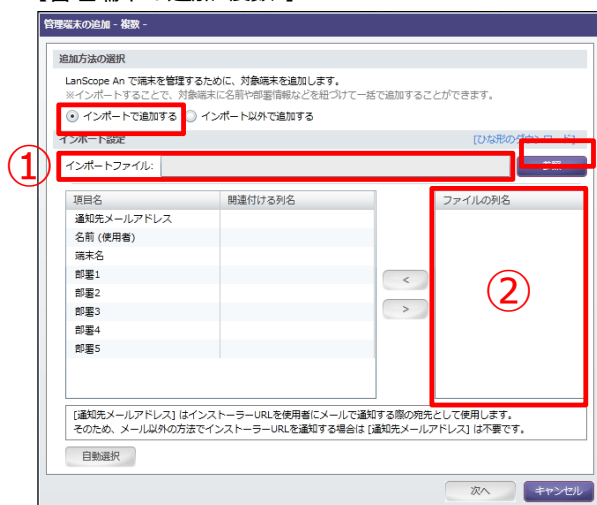 管理端末の追加 - 複数 -
追加方法の選択
LanScope An で端末を管理するために、対象端末を追加します。
※インポートすることで、対象端末に名前や部署情報などを紐づけて一括で追加することができます。
インポートで追加する インポート以外で追加する
インポート設定 [ひな形のダウンロード]
① インポートファイル: 参照
項目名 関連付ける列名 ファイルの列名
通知先メールアドレス
名前 (使用者)
端末名
部署1
部署2
<
②
部署3
>
部署4
部署5
[通知先メールアドレス] はインストーラーURLを使用者にメールで通知する際の宛先として使用します。
そのため、メール以外の方法でインストーラーURLを通知する場合は [通知先メールアドレス] は不要です。
自動選択
次へ キャンセル